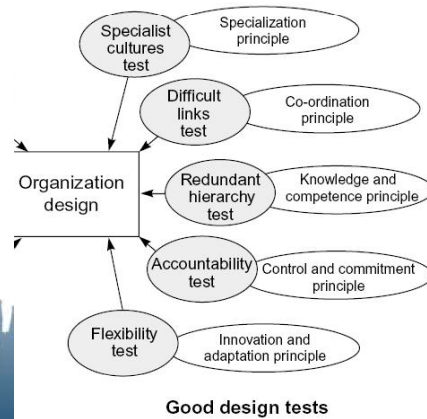 Specialist
cultures
test
Specialization
principle
Difficult
links
test
Co-ordination
principle
Organization
design
Redundant
hierarchy
test
Knowledge and
competence principle
Accountability
test
Control and commitment
principle
Flexibility
test
Innovation and
adaptation principle
Good design tests